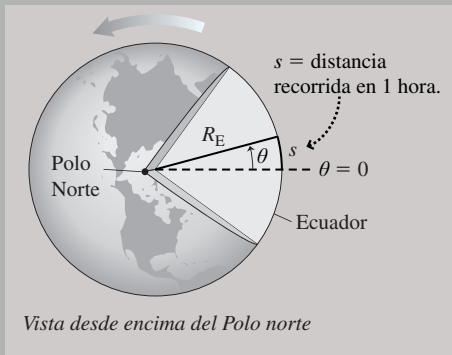 s = distancia
recorrida en 1 hora.
R_E
θ
s
θ = 0
Polo
Norte
Ecuador
Vista desde encima del Polo norte